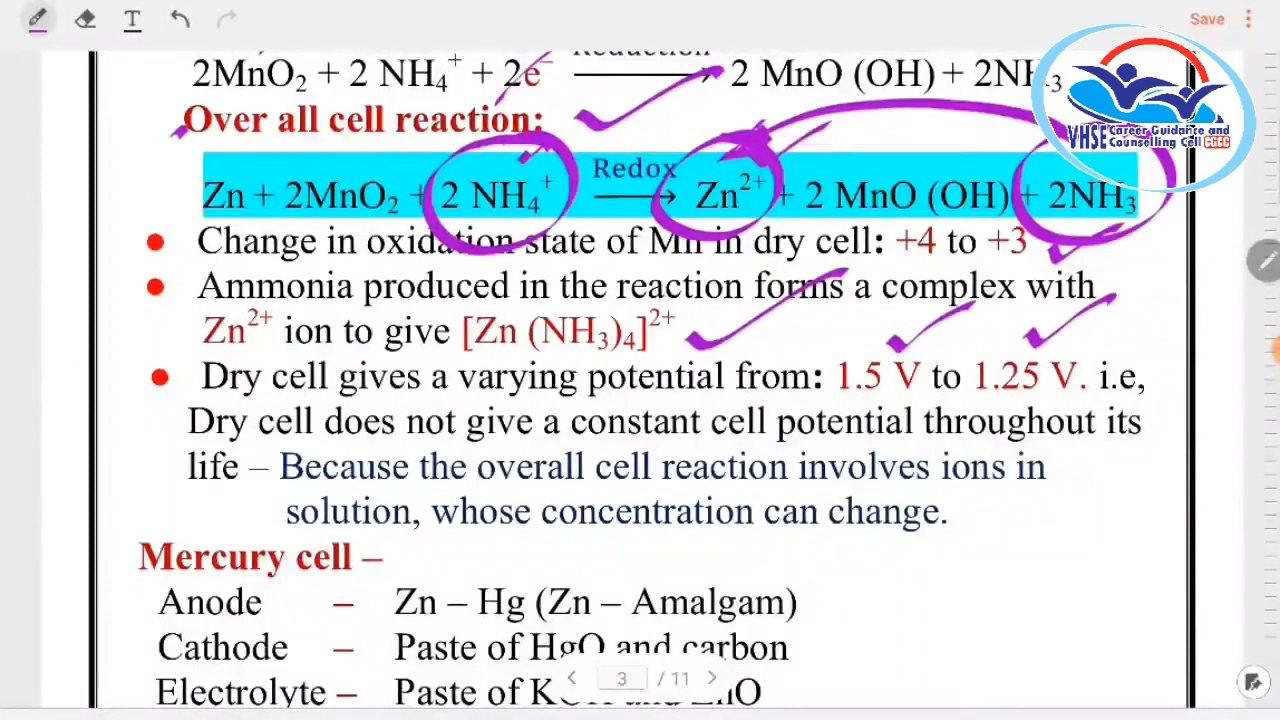 T
Save
Reduction
2MnO₂ + 2 NH₄⁺ + 2e⁻ ⟶ 2 MnO (OH) + 2NH₃
Over all cell reaction:
Redox
Zn + 2MnO₂ + 2 NH₄⁺ ⟶ Zn²⁺ + 2 MnO (OH) + 2NH₃
Change in oxidation state of Mn in dry cell: +4 to +3
Ammonia produced in the reaction forms a complex with
Zn²⁺ ion to give [Zn (NH₃)₄]²⁺
Dry cell gives a varying potential from: 1.5 V to 1.25 V. i.e,
Dry cell does not give a constant cell potential throughout its
life – Because the overall cell reaction involves ions in
solution, whose concentration can change.
Mercury cell –
Anode – Zn – Hg (Zn – Amalgam)
Cathode – Paste of HgO and carbon
Electrolyte – Paste of KOH and ZnO
< 3 / 11 >
VHSE Career Guidance and
Counselling Cell CGCC